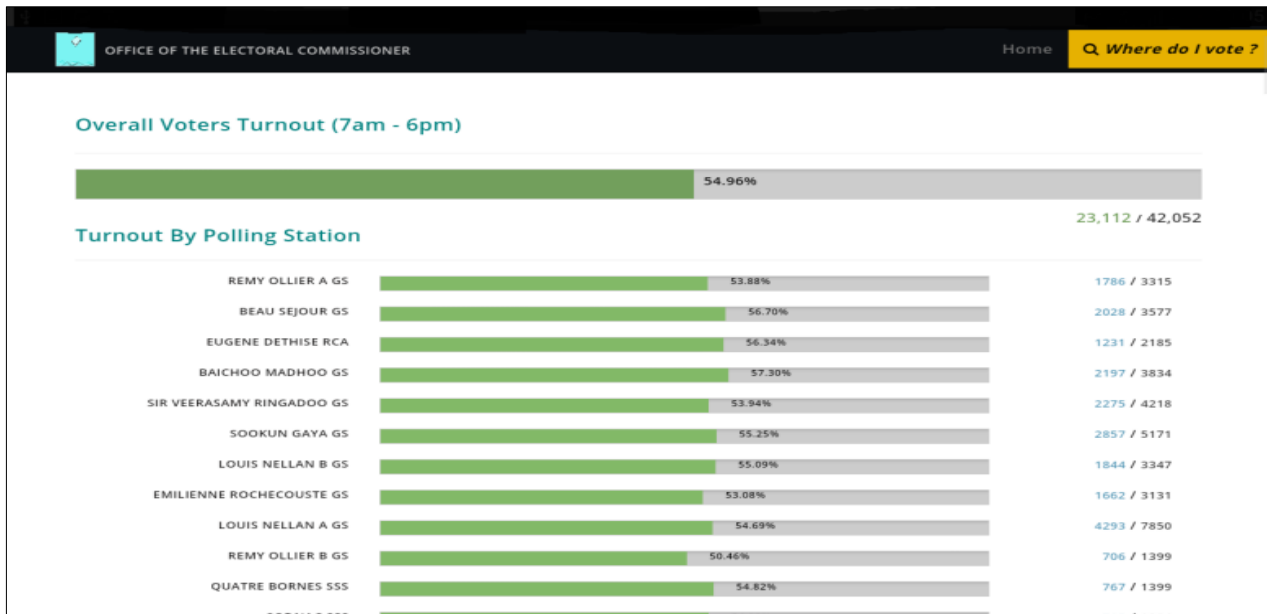 OFFICE OF THE ELECTORAL COMMISSIONER Home Where do I vote ?
Overall Voters Turnout (7am - 6pm)
54.96%
23,112 / 42,052
Turnout By Polling Station
REMY OLLIER A GS 53.88% 1786 / 3315
BEAU SEJOUR GS 56.70% 2028 / 3577
EUGENE DETHISE RCA 56.34% 1231 / 2185
BAICHOO MADHOO GS 57.30% 2197 / 3834
SIR VEERASAMY RINGADOO GS 53.94% 2275 / 4218
SOOKUN GAYA GS 55.25% 2857 / 5171
LOUIS NELLAN B GS 55.09% 1844 / 3347
EMILIENNE ROCHECOUSTE GS 53.08% 1662 / 3131
LOUIS NELLAN A GS 54.69% 4293 / 7850
REMY OLLIER B GS 50.46% 706 / 1399
QUATRE BORNES SSS 54.82% 767 / 1399